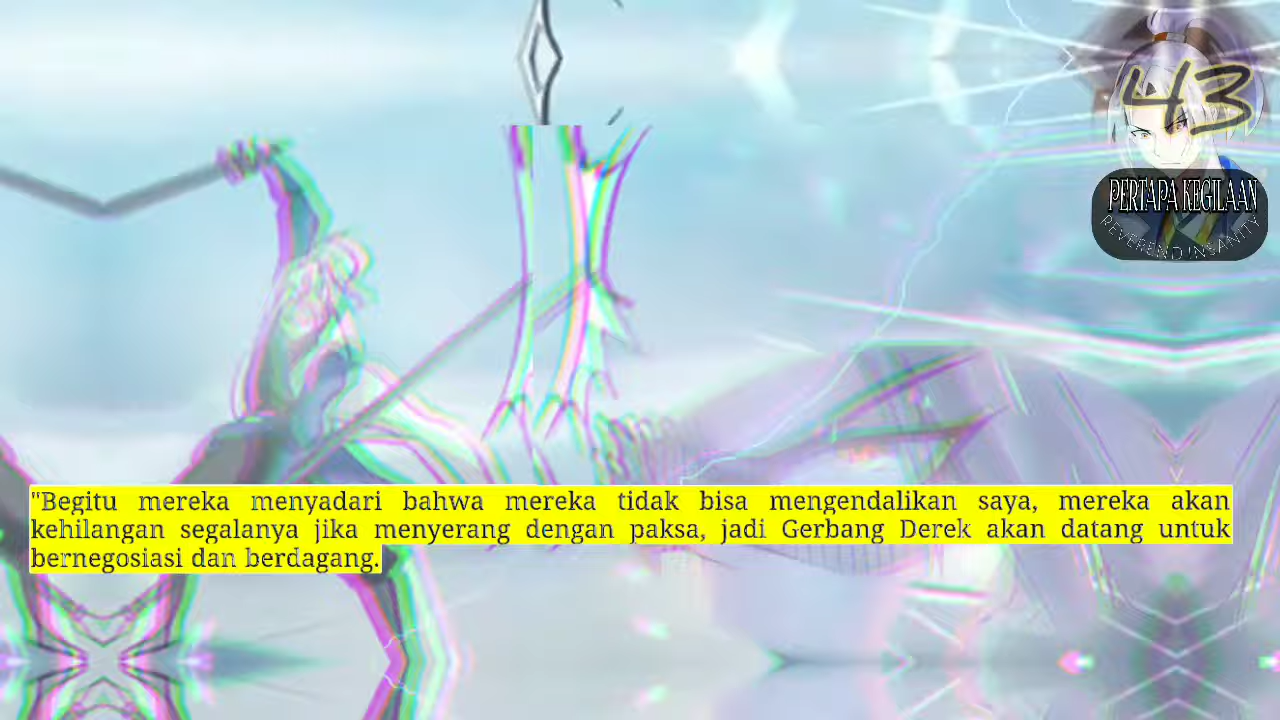 43
PERTAPA KEGILAAN
REVEREND INSANITY
"Begitu mereka menyadari bahwa mereka tidak bisa mengendalikan saya, mereka akan
kehilangan segalanya jika menyerang dengan paksa, jadi Gerbang Derek akan datang untuk
bernegosiasi dan berdagang.